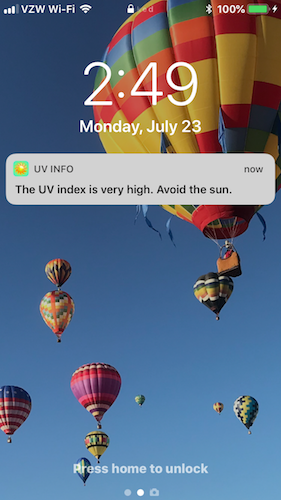 VZW Wi-Fi 100%
2:49
Monday, July 23
UV INFO now
The UV index is very high. Avoid the sun.
Press home to unlock